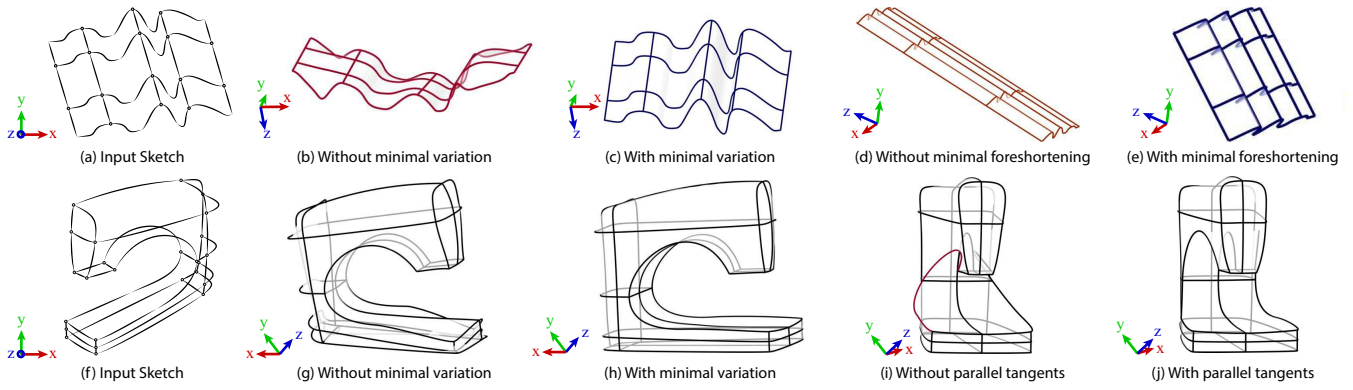 y
z x
(a) Input Sketch
y
x
z
(b) Without minimal variation
y
x
z
(c) With minimal variation
z y
x
(d) Without minimal foreshortening
z y
x
(e) With minimal foreshortening
y
z x
(f) Input Sketch
y z
x
(g) Without minimal variation
y z
x
(h) With minimal variation
y z
x
(i) Without parallel tangents
y z
x
(j) With parallel tangents